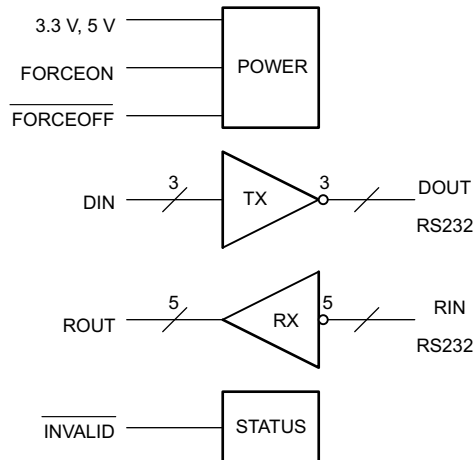 3.3 V, 5 V
POWER
FORCEON
FORCEOFF
3
3
DOUT
DIN
TX
RS232
5
5
RIN
ROUT
RX
RS232
INVALID
STATUS